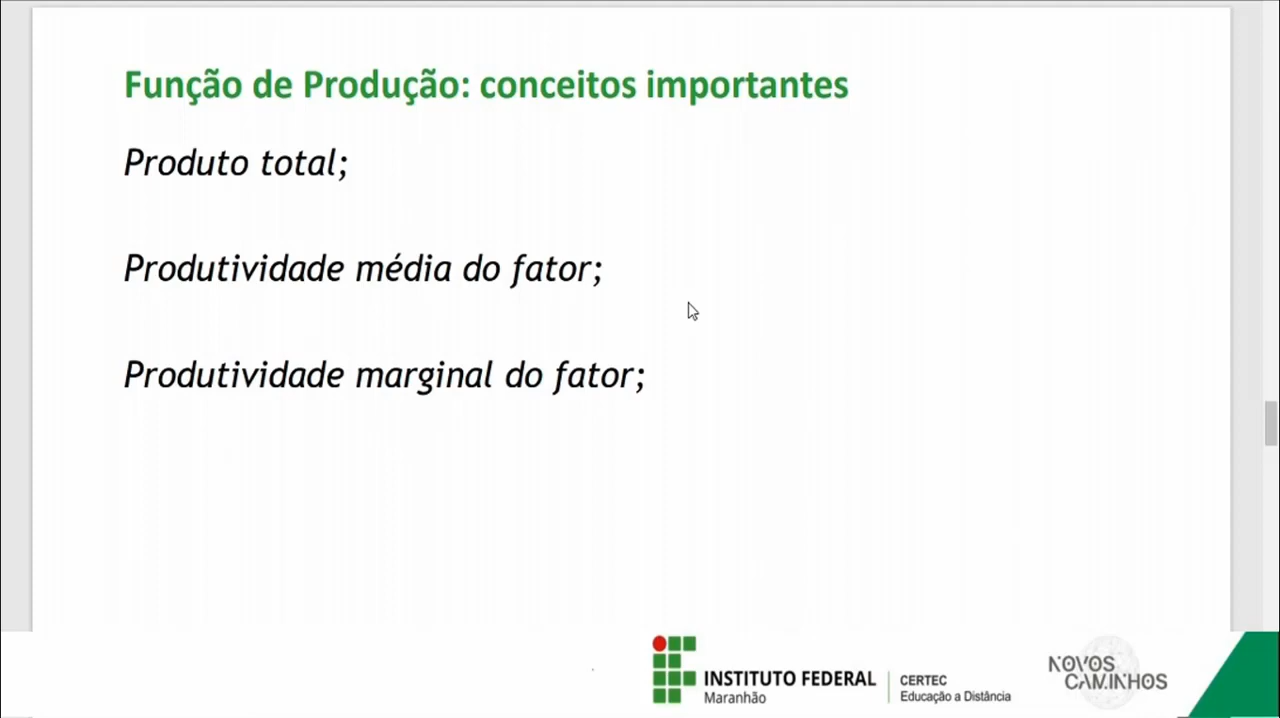 Função de Produção: conceitos importantes
Produto total;
Produtividade média do fator;
Produtividade marginal do fator;
INSTITUTO FEDERAL
Maranhão
CERTEC
Educação a Distância
NOVOS
CAMINHOS